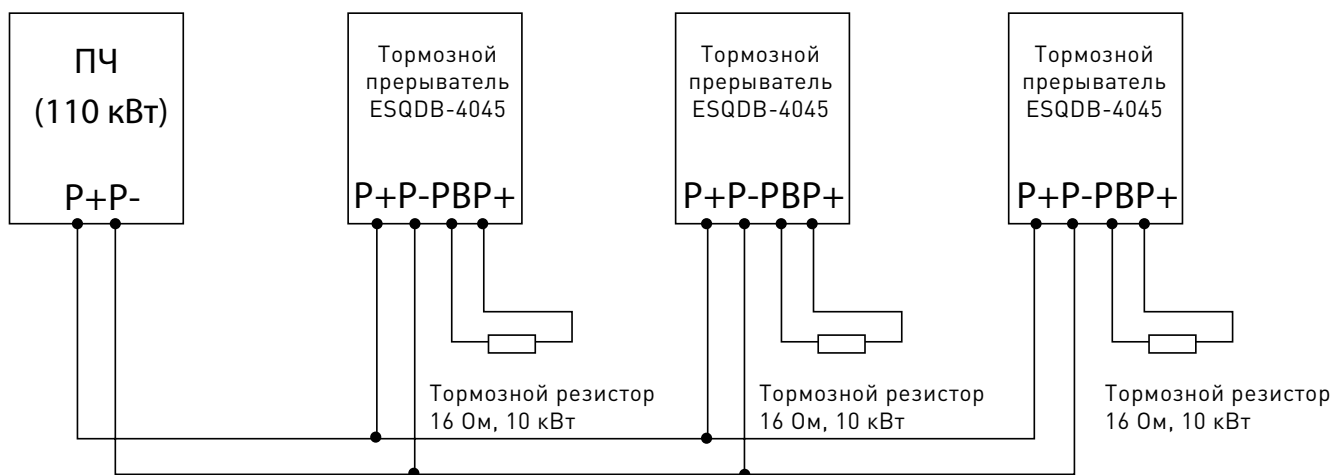 ПЧ
(110 кВт)
P+P-
Тормозной
прерыватель
ESQDB-4045
P+P-PBP+
Тормозной резистор
16 Ом, 10 кВт
Тормозной
прерыватель
ESQDB-4045
P+P-PBP+
Тормозной резистор
16 Ом, 10 кВт
Тормозной
прерыватель
ESQDB-4045
P+P-PBP+
Тормозной резистор
16 Ом, 10 кВт